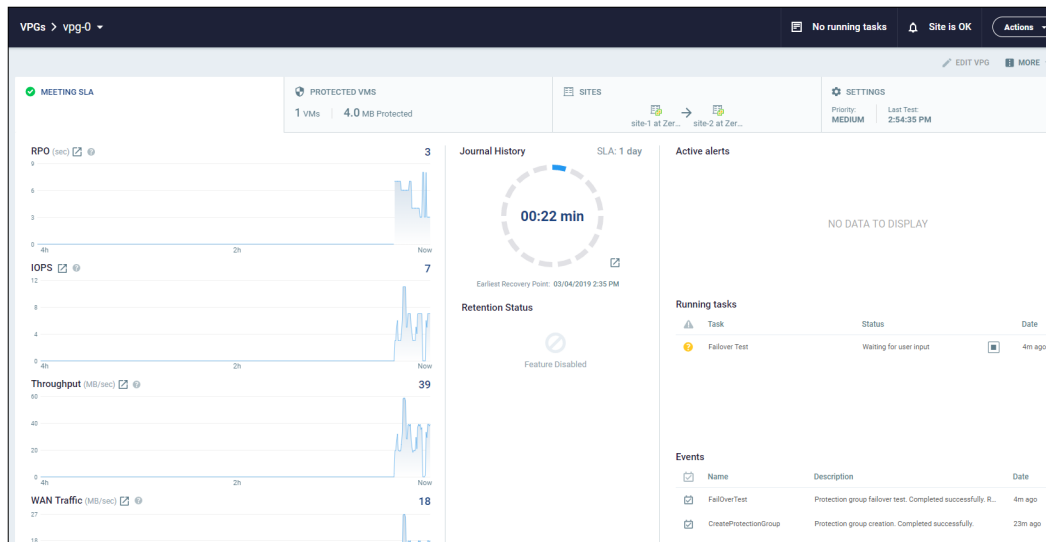 VPGs > vpg-0
No running tasks
Site is OK
Actions
EDIT VPG
MORE
MEETING SLA
PROTECTED VMS
1 VMs 4.0 MB Protected
SITES
site-1 at Zer... site-2 at Zer...
SETTINGS
Priority: Last Test:
MEDIUM 2:54:35 PM
RPO (sec) 3
9
6
3
0
4h 2h Now
IOPS 7
12
8
4
0
4h 2h Now
Throughput (MB/sec) 39
60
40
20
0
4h 2h Now
WAN Traffic (MB/sec) 18
27
18
Journal History SLA: 1 day
00:22 min
Earliest Recovery Point: 03/04/2019 2:35 PM
Retention Status
Feature Disabled
Active alerts
NO DATA TO DISPLAY
Running tasks
Task Status Date
Failover Test Waiting for user input 4m ago
Events
Name Description Date
FailOverTest Protection group failover test. Completed successfully. R... 4m ago
CreateProtectionGroup Protection group creation. Completed successfully. 23m ago